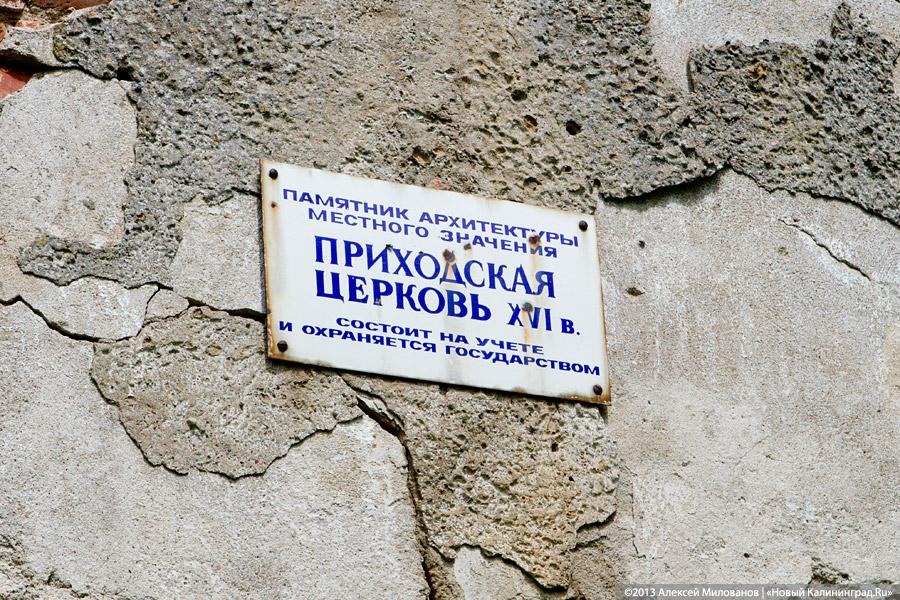 ПАМЯТНИК АРХИТЕКТУРЫ
МЕСТНОГО ЗНАЧЕНИЯ
ПРИХОДСКАЯ
ЦЕРКОВЬ XVI В.
СОСТОИТ НА УЧЕТЕ
И ОХРАНЯЕТСЯ ГОСУДАРСТВОМ
©2013 Алексей Милованов | «Новый Калининград.Ru»